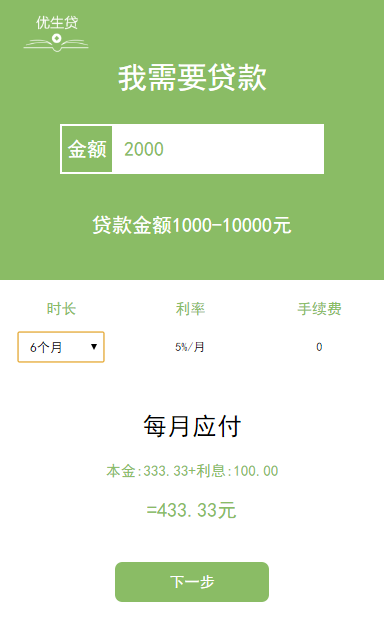 优生贷
我需要贷款
金额 2000
贷款金额1000-10000元
时长 利率 手续费
6个月 5%/月 0
每月应付
本金:333.33+利息:100.00
=433.33元
下一步